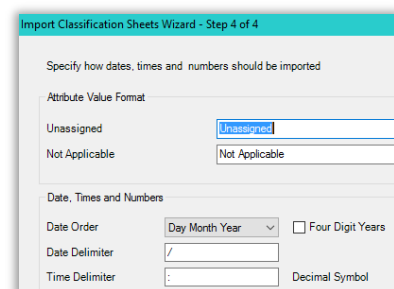 Import Classification Sheets Wizard - Step 4 of 4
Specify how dates, times and numbers should be imported
Attribute Value Format
Unassigned Unassigned
Not Applicable Not Applicable
Date, Times and Numbers
Date Order Day Month Year Four Digit Years
Date Delimiter /
Time Delimiter : Decimal Symbol